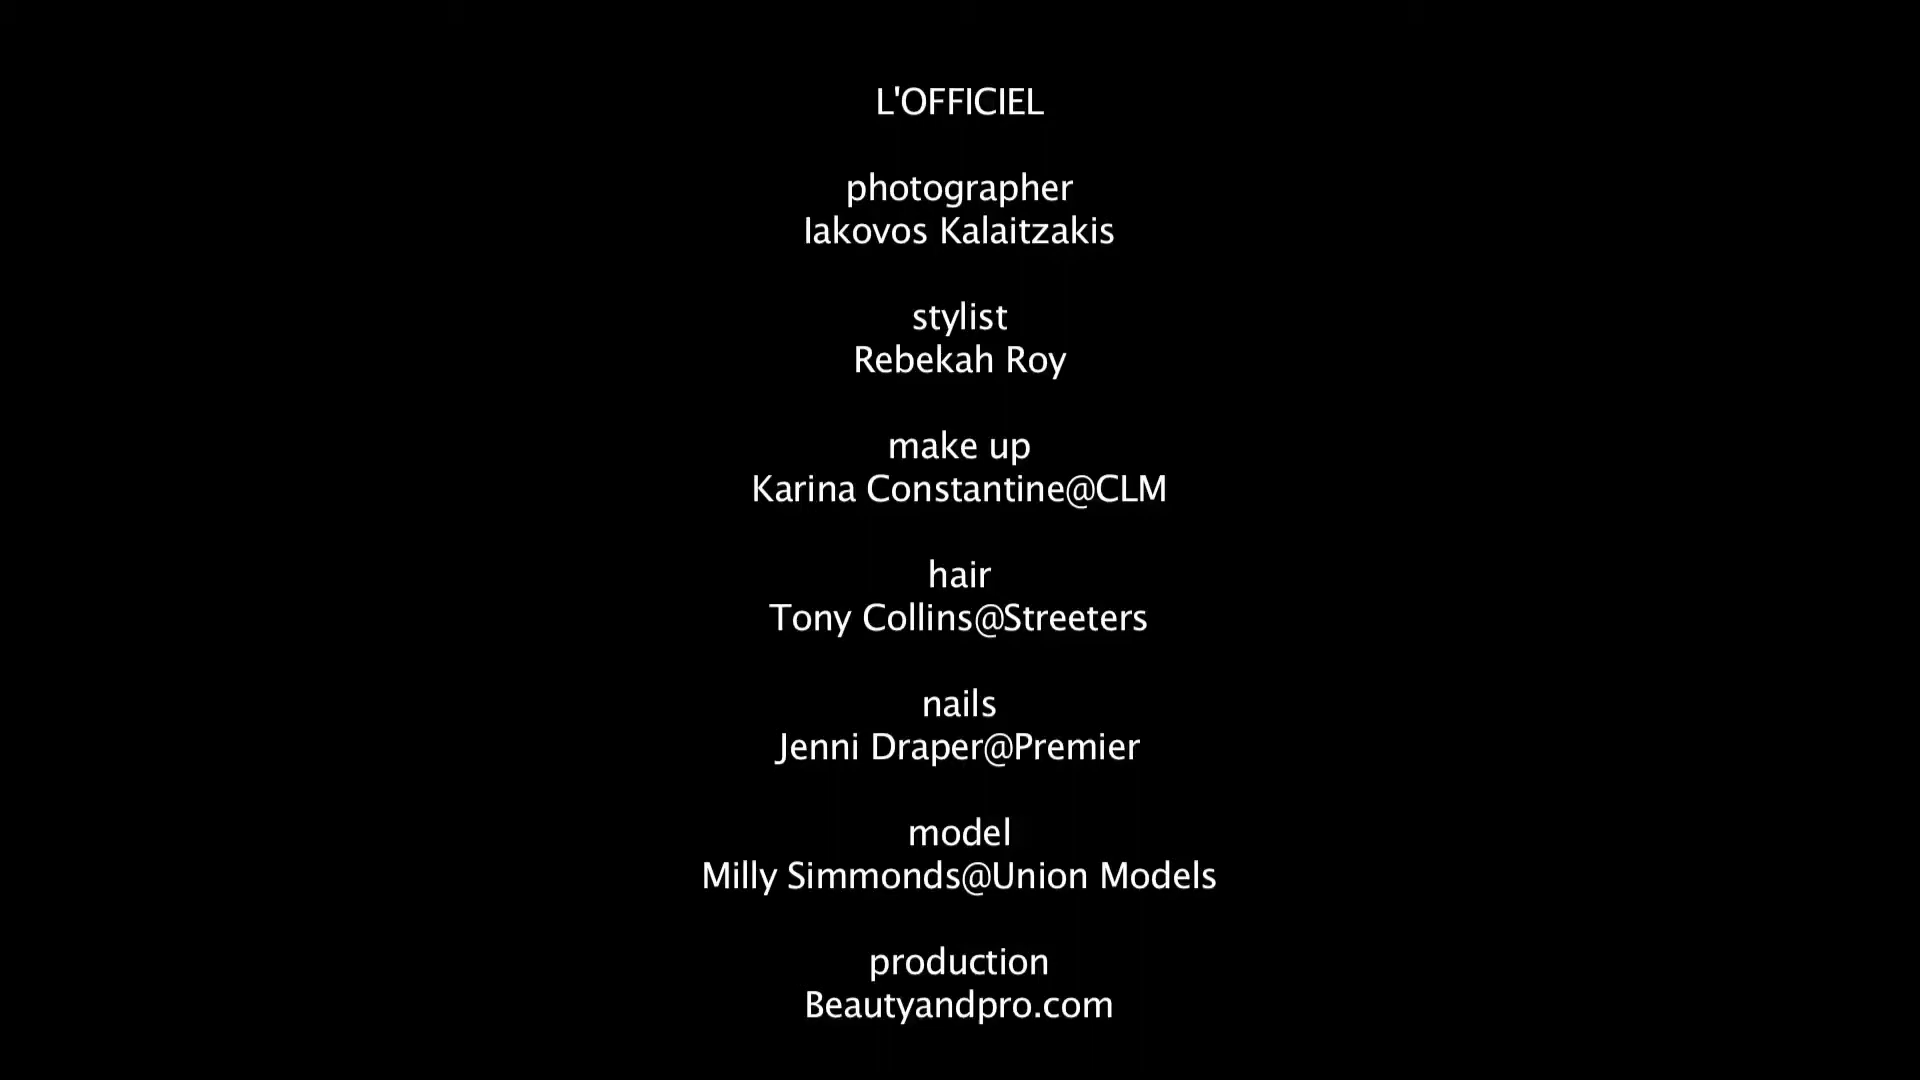 L'OFFICIEL
photographer
Iakovos Kalaitzakis
stylist
Rebekah Roy
make up
Karina Constantine@CLM
hair
Tony Collins@Streeters
nails
Jenni Draper@Premier
model
Milly Simmonds@Union Models
production
Beautyandpro.com